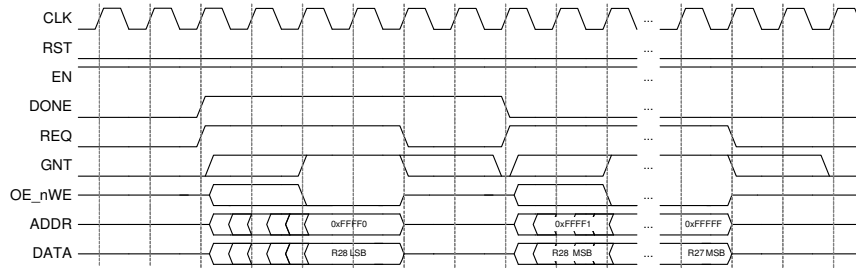 CLK ...
RST ...
EN ...
DONE ...
REQ ...
GNT ...
OE_nWE ...
ADDR 0xFFFF0 0xFFFF1 ... 0xFFFFF
DATA R28 LSB R28 MSB ... R27 MSB